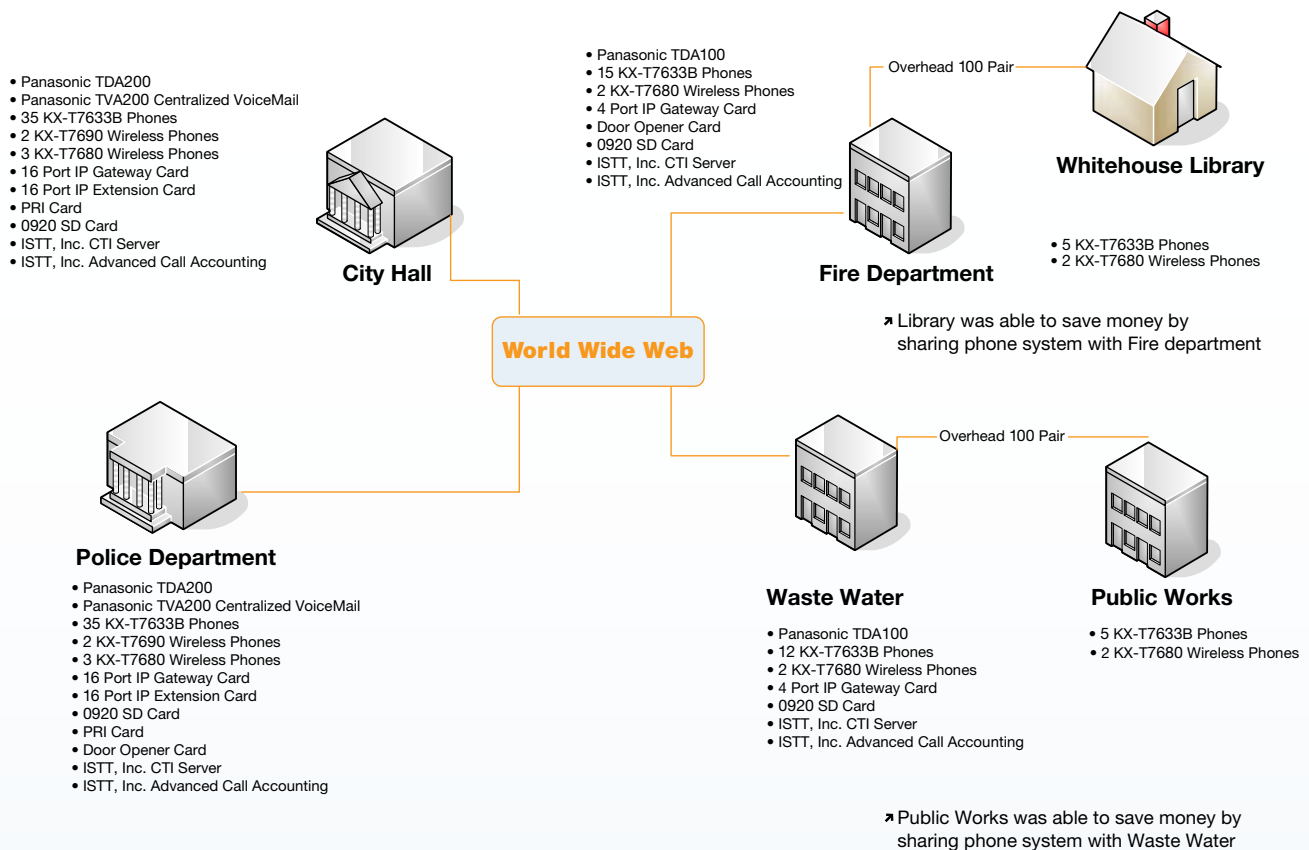 • Panasonic TDA200
• Panasonic TVA200 Centralized VoiceMail
• 35 KX-T7633B Phones
• 2 KX-T7690 Wireless Phones
• 3 KX-T7680 Wireless Phones
• 16 Port IP Gateway Card
• 16 Port IP Extension Card
• PRI Card
• 0920 SD Card
• ISTT, Inc. CTI Server
• ISTT, Inc. Advanced Call Accounting
City Hall
• Panasonic TDA100
• 15 KX-T7633B Phones
• 2 KX-T7680 Wireless Phones
• 4 Port IP Gateway Card
• Door Opener Card
• 0920 SD Card
• ISTT, Inc. CTI Server
• ISTT, Inc. Advanced Call Accounting
Fire Department
Overhead 100 Pair
Whitehouse Library
• 5 KX-T7633B Phones
• 2 KX-T7680 Wireless Phones
Library was able to save money by
sharing phone system with Fire department
World Wide Web
Police Department
• Panasonic TDA200
• Panasonic TVA200 Centralized VoiceMail
• 35 KX-T7633B Phones
• 2 KX-T7690 Wireless Phones
• 3 KX-T7680 Wireless Phones
• 16 Port IP Gateway Card
• 16 Port IP Extension Card
• 0920 SD Card
• PRI Card
• Door Opener Card
• ISTT, Inc. CTI Server
• ISTT, Inc. Advanced Call Accounting
Overhead 100 Pair
Waste Water
• Panasonic TDA100
• 12 KX-T7633B Phones
• 2 KX-T7680 Wireless Phones
• 4 Port IP Gateway Card
• 0920 SD Card
• ISTT, Inc. CTI Server
• ISTT, Inc. Advanced Call Accounting
Public Works
• 5 KX-T7633B Phones
• 2 KX-T7680 Wireless Phones
Public Works was able to save money by
sharing phone system with Waste Water